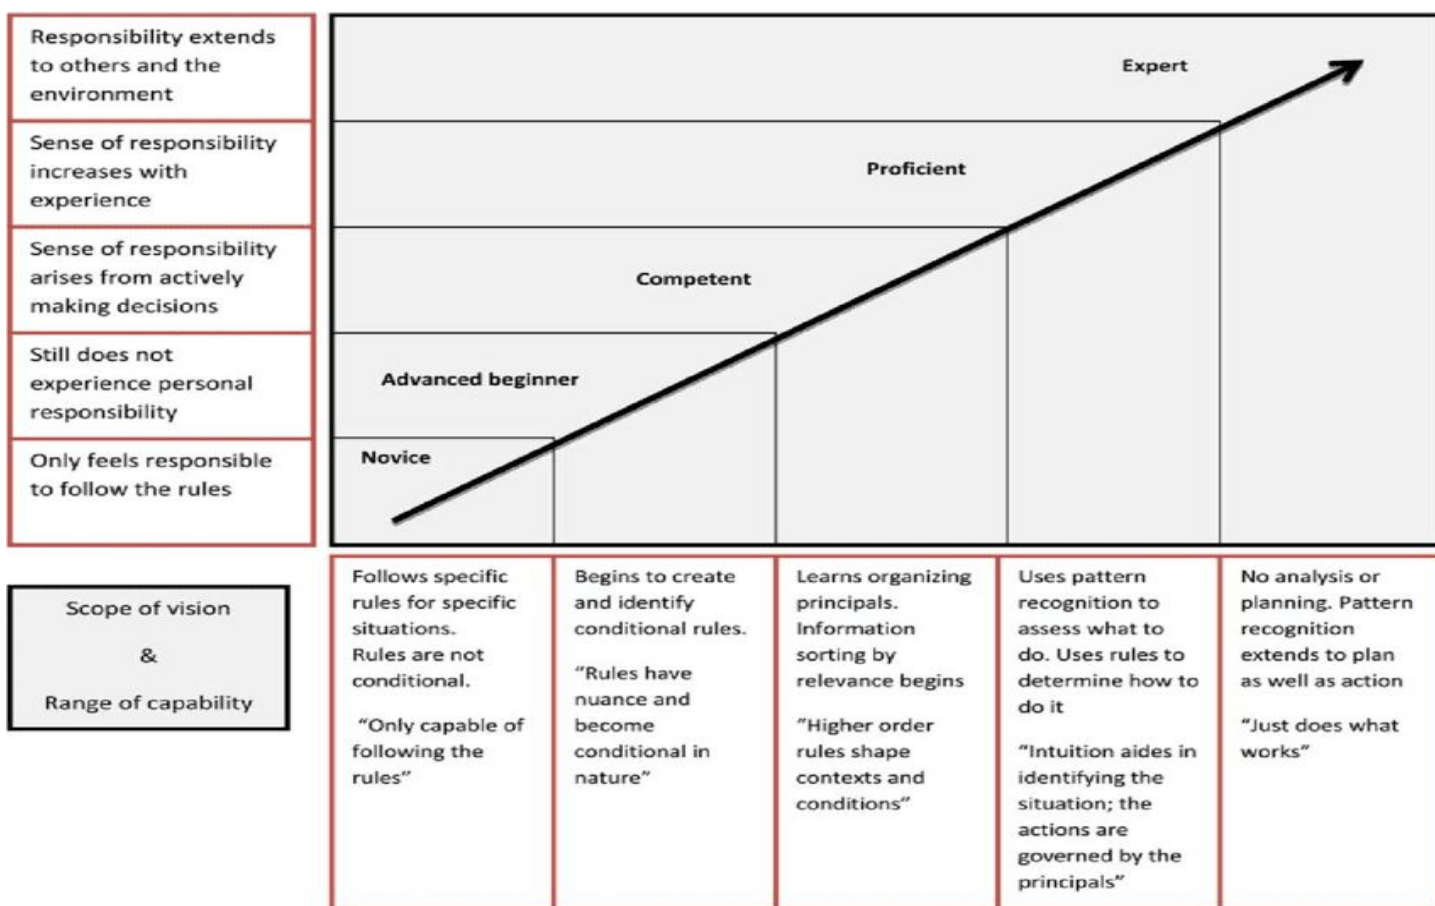 Responsibility extends
to others and the
environment
Sense of responsibility
increases with
experience
Sense of responsibility
arises from actively
making decisions
Still does not
experience personal
responsibility
Only feels responsible
to follow the rules
Expert
Proficient
Competent
Advanced beginner
Novice
Scope of vision
&
Range of capability
Follows specific
rules for specific
situations.
Rules are not
conditional.
“Only capable of
following the
rules”
Begins to create
and identify
conditional rules.
“Rules have
nuance and
become
conditional in
nature”
Learns organizing
principals.
Information
sorting by
relevance begins
“Higher order
rules shape
contexts and
conditions”
Uses pattern
recognition to
assess what to
do. Uses rules to
determine how to
do it
“Intuition aides in
identifying the
situation; the
actions are
governed by the
principals”
No analysis or
planning. Pattern
recognition
extends to plan
as well as action
“Just does what
works”